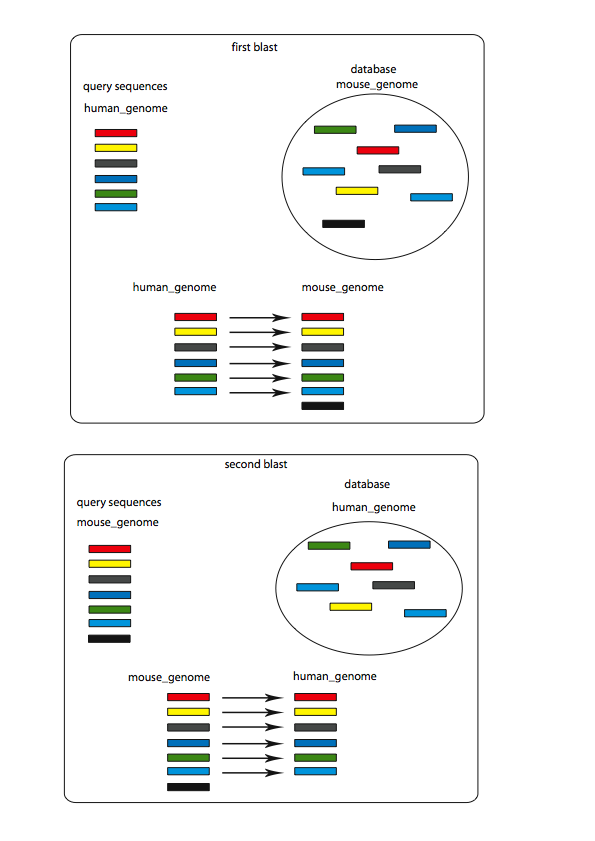 first blast
database
mouse_genome
query sequences
human_genome
human_genome
mouse_genome
second blast
database
human_genome
query sequences
mouse_genome
mouse_genome
human_genome